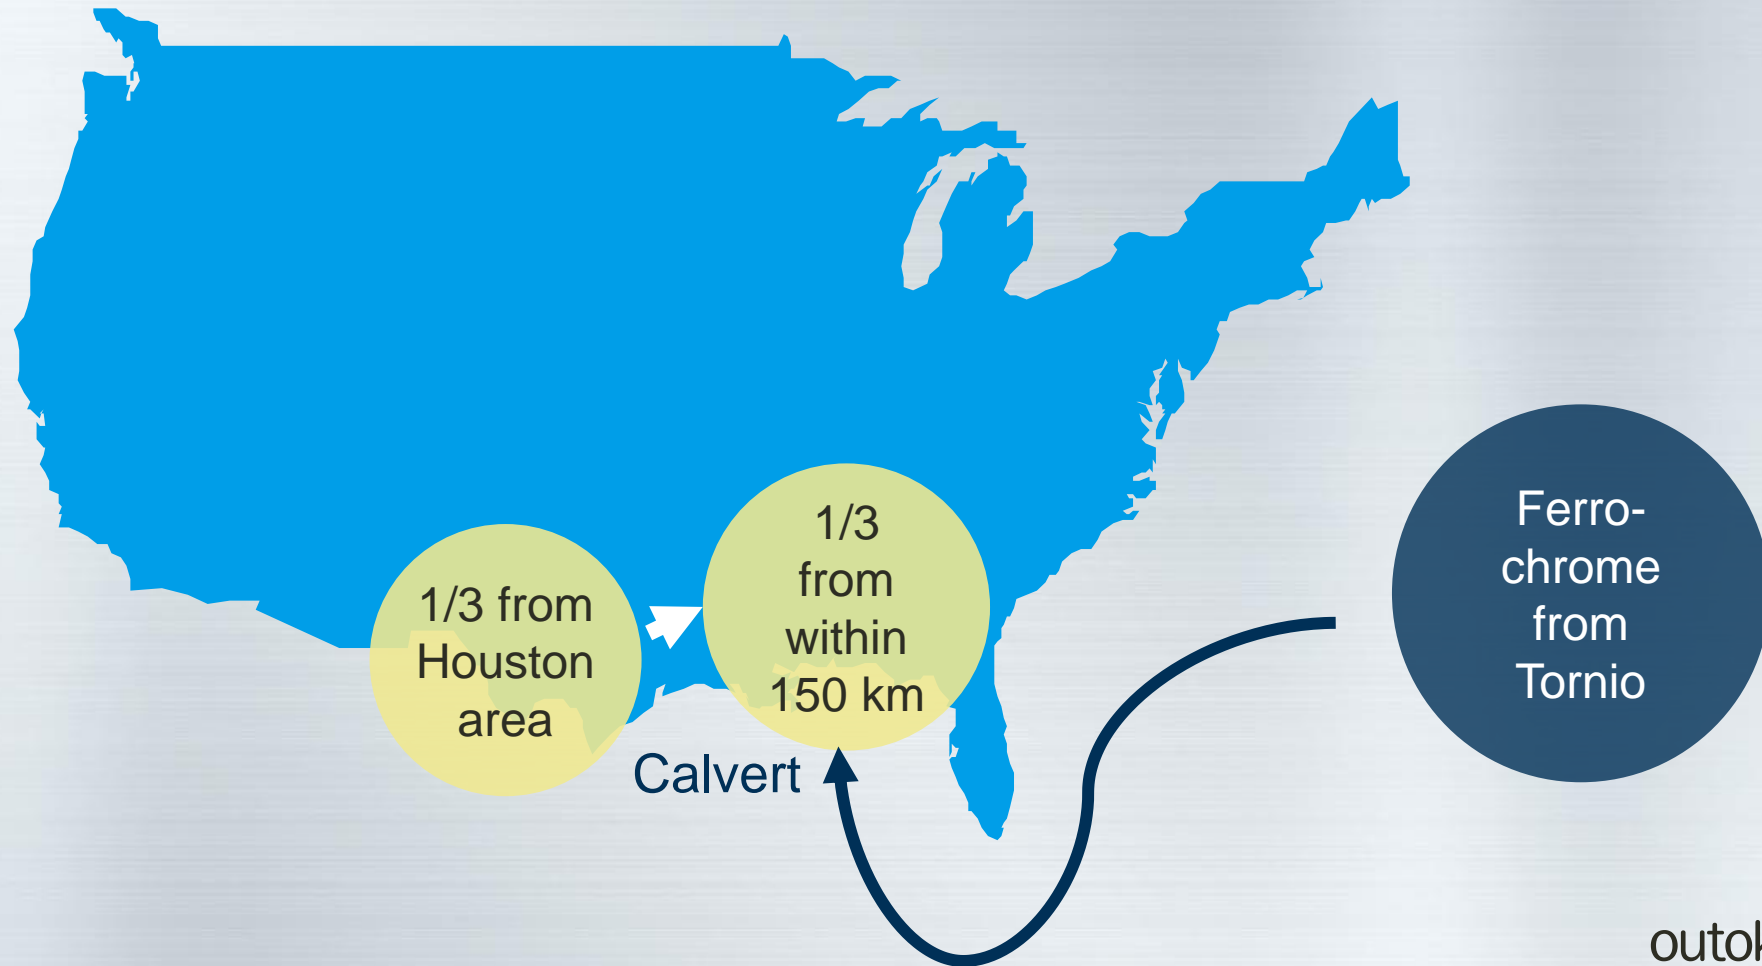 1/3 from
Houston
area
1/3
from
within
150 km
Calvert
Ferro-
chrome
from
Tornio